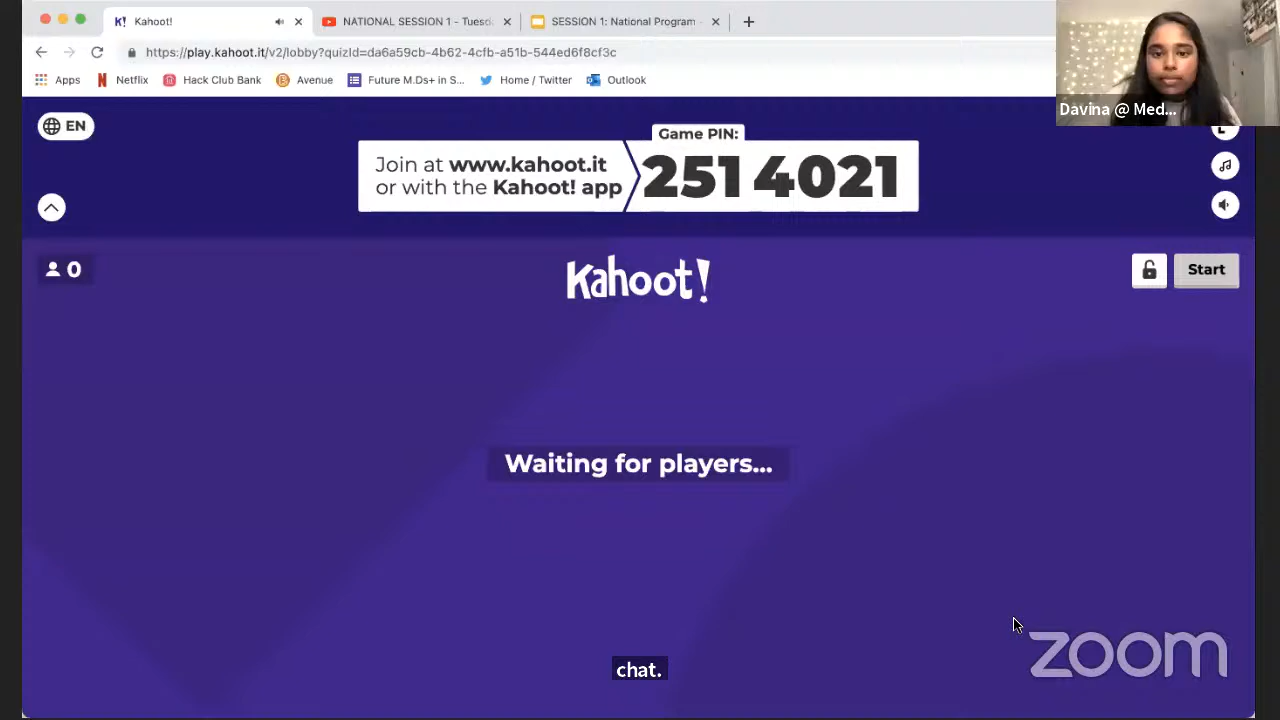 Kahoot!
NATIONAL SESSION 1 - Tuesd
SESSION 1: National Program -
https://play.kahoot.it/v2/lobby?quizId=da6a59cb-4b62-4cfb-a51b-544ed6f8cf3c
Apps
Netflix
Hack Club Bank
Avenue
Future M.Ds+ in S...
Home / Twitter
Outlook
Davina @ Med...
EN
Game PIN:
Join at www.kahoot.it
or with the Kahoot! app
251 4021
0
Kahoot!
Start
Waiting for players...
chat.
zoom